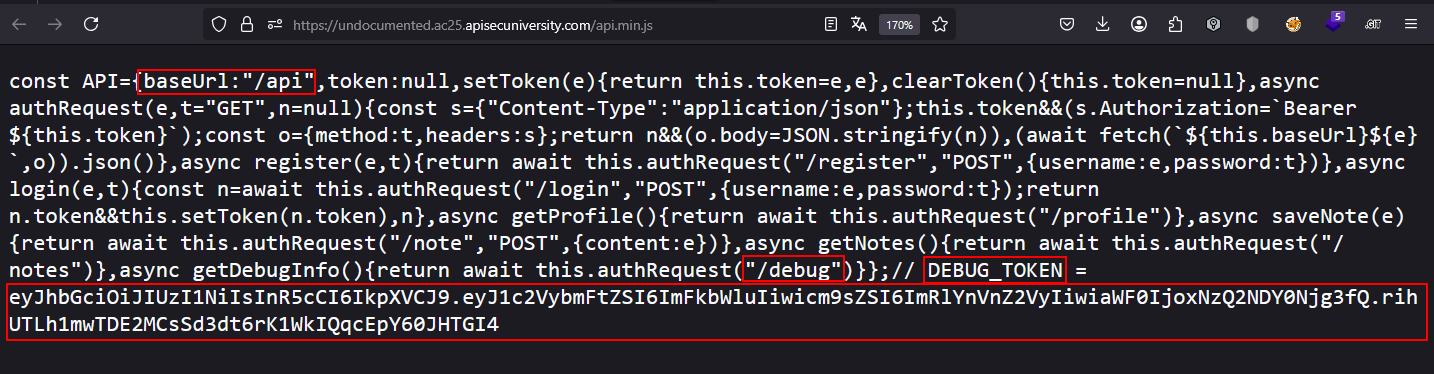 https://undocumented.ac25.apisecuniversity.com/api.min.js
170%
5
.GIT
const API={baseUrl:"/api",token:null,setToken(e){return this.token=e,e},clearToken(){this.token=null},async
authRequest(e,t="GET",n=null){const s={"Content-Type":"application/json"};this.token&&(s.Authorization=`Bearer
${this.token}`);const o={method:t,headers:s};return n&&(o.body=JSON.stringify(n)),(await fetch(`${this.baseUrl}${e}
`,o)).json()},async register(e,t){return await this.authRequest("/register","POST",{username:e,password:t})},async
login(e,t){const n=await this.authRequest("/login","POST",{username:e,password:t});return
n.token&&this.setToken(n.token),n},async getProfile(){return await this.authRequest("/profile")},async saveNote(e)
{return await this.authRequest("/note","POST",{content:e})},async getNotes(){return await this.authRequest("/
notes")},async getDebugInfo(){return await this.authRequest("/debug")}};// DEBUG_TOKEN =
eyJhbGciOiJIUzI1NiIsInR5cCI6IkpXVCJ9.eyJ1c2VybmFtZSI6ImFkbWluIiwicm9sZSI6ImRlYnVnZ2VyIiwiaWF0IjoxNzQ2NDY0Njg3fQ.rih
UTLh1mwTDE2MCsSd3dt6rK1WkIQqcEpY60JHTGI4